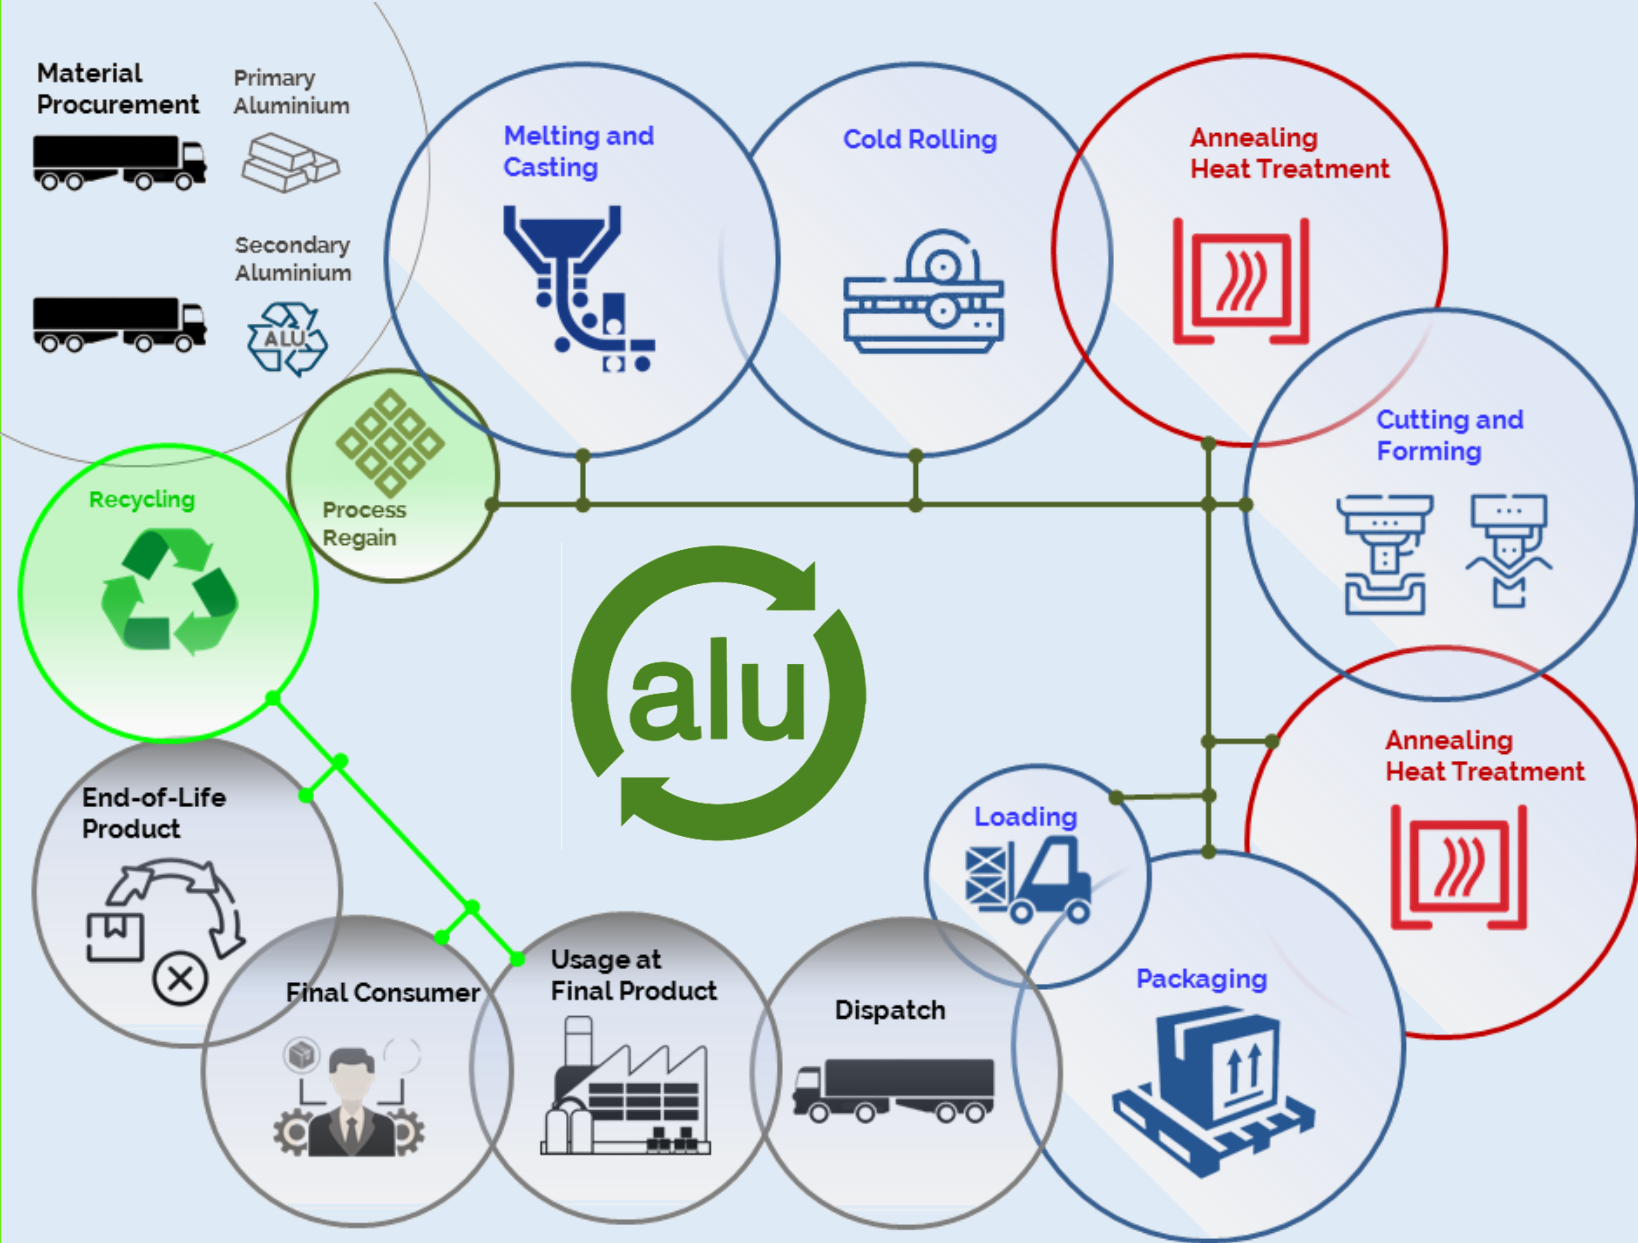 Material
Procurement
Primary
Aluminium
Secondary
Aluminium
ALU
Melting and
Casting
Cold Rolling
Annealing
Heat Treatment
Cutting and
Forming
Process
Regain
Recycling
alu
Annealing
Heat Treatment
Loading
Packaging
Dispatch
Usage at
Final Product
Final Consumer
End-of-Life
Product